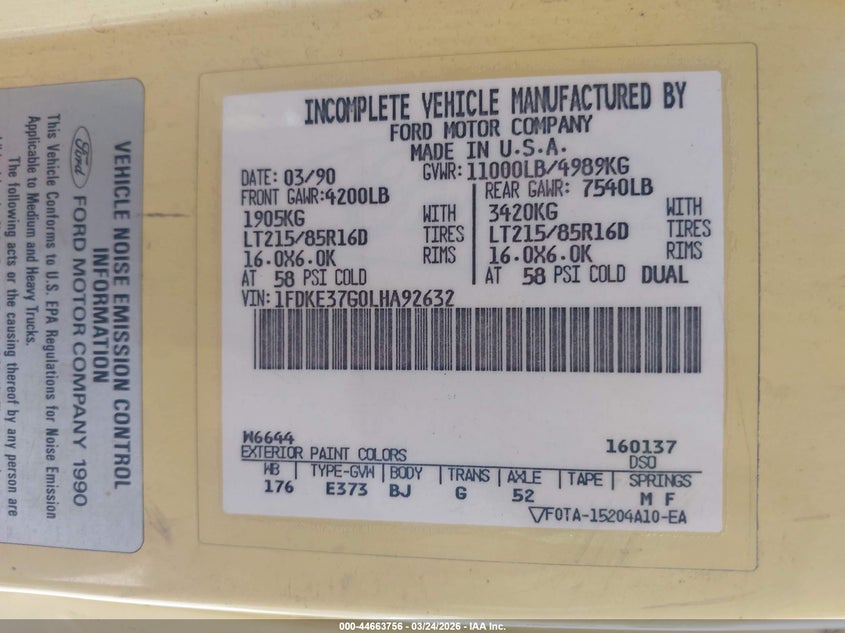 INCOMPLETE VEHICLE MANUFACTURED BY
FORD MOTOR COMPANY
MADE IN U.S.A.
DATE: 03/90 GVWR: 11000LB/4989KG
FRONT GAWR:4200LB REAR GAWR: 7540LB
1905KG WITH 3420KG WITH
LT215/85R16D TIRES LT215/85R16D TIRES
16.0X6.0K RIMS 16.0X6.0K RIMS
AT 58 PSI COLD AT 58 PSI COLD DUAL
VIN: 1FDKE37G0LHA92632
W6644 160137
EXTERIOR PAINT COLORS DSO
WB TYPE-GVW BODY TRANS AXLE TAPE SPRINGS
176 E373 BJ G 52 M F
F0TA-15204A10-EA
VEHICLE NOISE EMISSION CONTROL
INFORMATION
Ford FORD MOTOR COMPANY 1990
This Vehicle Conforms to U.S. EPA Regulations for Noise Emission
Applicable to Medium and Heavy Trucks.
The following acts or the causing thereof by any person are
000-44663756 - 03/24/2026 - IAA Inc.